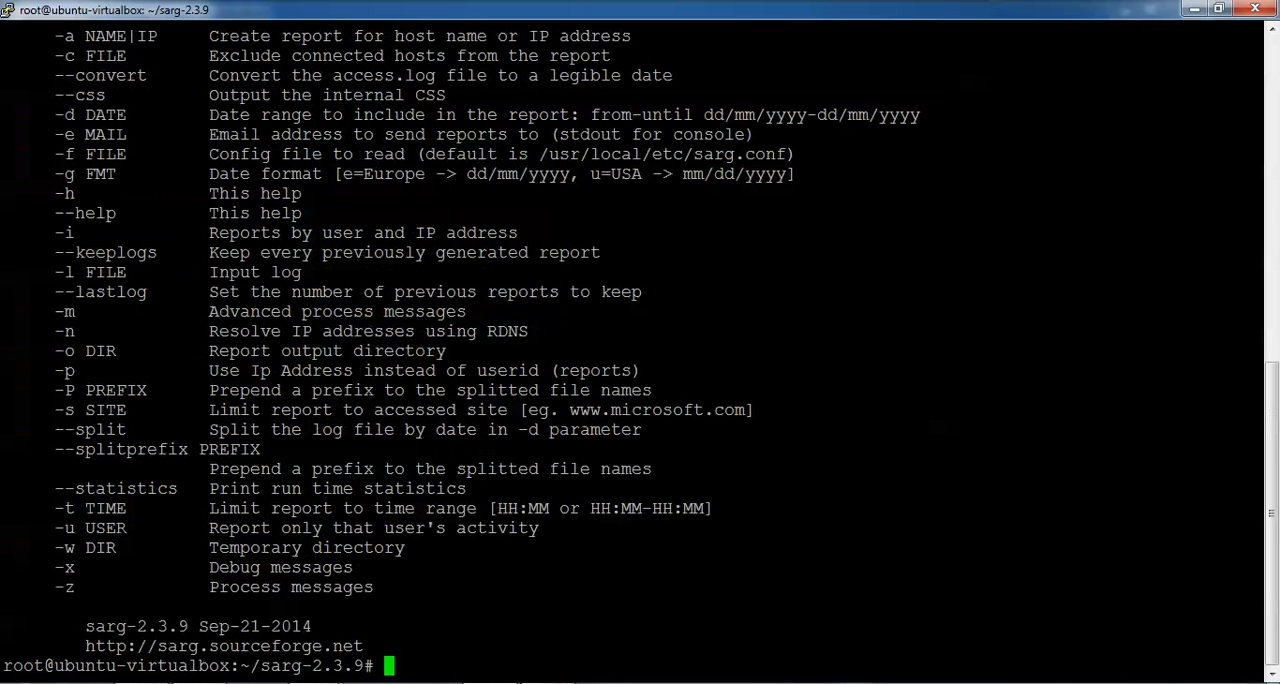 root@ubuntu-virtualbox: ~/sarg-2.3.9
-a NAME|IP Create report for host name or IP address
-c FILE Exclude connected hosts from the report
--convert Convert the access.log file to a legible date
--css Output the internal CSS
-d DATE Date range to include in the report: from-until dd/mm/yyyy-dd/mm/yyyy
-e MAIL Email address to send reports to (stdout for console)
-f FILE Config file to read (default is /usr/local/etc/sarg.conf)
-g FMT Date format [e=Europe -> dd/mm/yyyy, u=USA -> mm/dd/yyyy]
-h This help
--help This help
-i Reports by user and IP address
--keeplogs Keep every previously generated report
-l FILE Input log
--lastlog Set the number of previous reports to keep
-m Advanced process messages
-n Resolve IP addresses using RDNS
-o DIR Report output directory
-p Use Ip Address instead of userid (reports)
-P PREFIX Prepend a prefix to the splitted file names
-s SITE Limit report to accessed site [eg. www.microsoft.com]
--split Split the log file by date in -d parameter
--splitprefix PREFIX
Prepend a prefix to the splitted file names
--statistics Print run time statistics
-t TIME Limit report to time range [HH:MM or HH:MM-HH:MM]
-u USER Report only that user's activity
-w DIR Temporary directory
-x Debug messages
-z Process messages
sarg-2.3.9 Sep-21-2014
http://sarg.sourceforge.net
root@ubuntu-virtualbox:~/sarg-2.3.9#